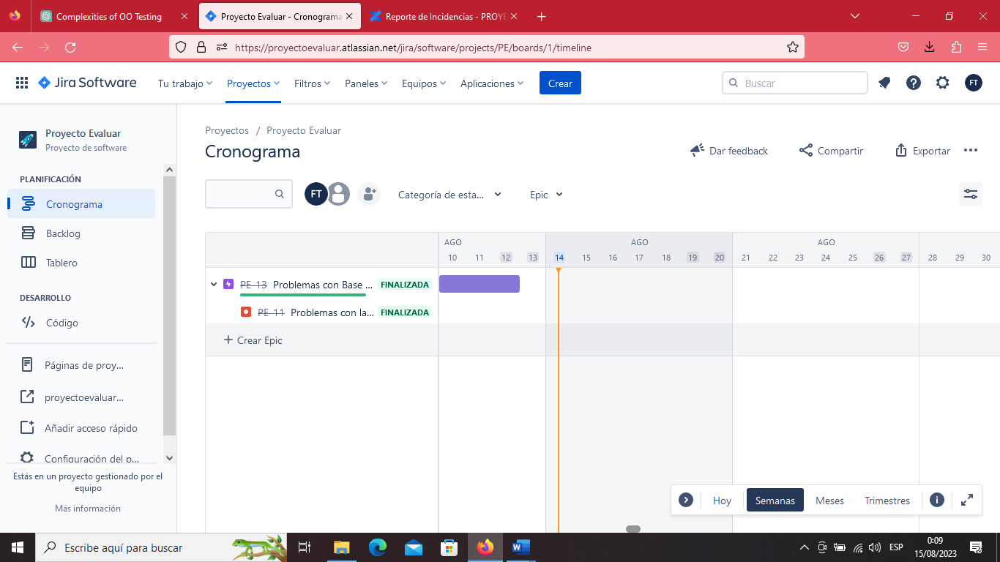 Complexities of OO Testing
Proyecto Evaluar - Cronograma
Reporte de Incidencias - PROYE
https://proyectoevaluar.atlassian.net/jira/software/projects/PE/boards/1/timeline
Jira Software
Tu trabajo
Proyectos
Filtros
Paneles
Equipos
Aplicaciones
Crear
Buscar
FT
Proyecto Evaluar
Proyecto de software
PLANIFICACIÓN
Cronograma
Backlog
Tablero
DESARROLLO
Código
Páginas de proy...
proyectoevaluar...
Añadir acceso rápido
Configuración del p...
Estás en un proyecto gestionado por el
equipo
Más información
Proyectos / Proyecto Evaluar
Cronograma
Dar feedback
Compartir
Exportar
FT
Categoría de esta...
Epic
AGO AGO AGO
10 11 12 13 14 15 16 17 18 19 20 21 22 23 24 25 26 27 28 29 30
PE-13 Problemas con Base ... FINALIZADA
PE-11 Problemas con la... FINALIZADA
+ Crear Epic
Hoy
Semanas
Meses
Trimestres
Escribe aquí para buscar
ESP
0:09
15/08/2023